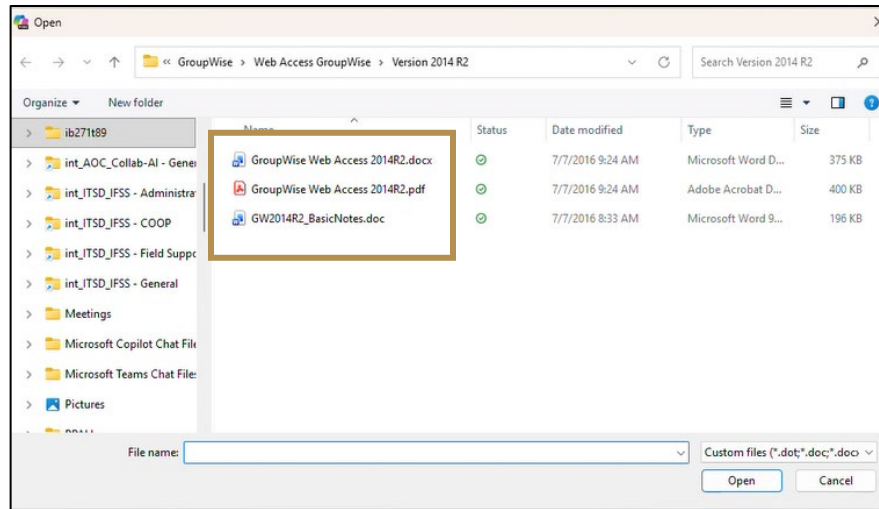 Open
« GroupWise > Web Access GroupWise > Version 2014 R2
Search Version 2014 R2
Organize New folder
Name Status Date modified Type Size
ib271t89
int_AOC_Collab-AI - Gener
int_ITSD_IFSS - Administra
int_ITSD_IFSS - COOP
int_ITSD_IFSS - Field Suppo
int_ITSD_IFSS - General
Meetings
Microsoft Copilot Chat File
Microsoft Teams Chat Files
Pictures
GroupWise Web Access 2014R2.docx 7/7/2016 9:24 AM Microsoft Word D... 375 KB
GroupWise Web Access 2014R2.pdf 7/7/2016 9:24 AM Adobe Acrobat D... 400 KB
GW2014R2_BasicNotes.doc 7/7/2016 8:33 AM Microsoft Word 9... 196 KB
File name:
Custom files (*.dot;*.doc;*.docx
Open Cancel